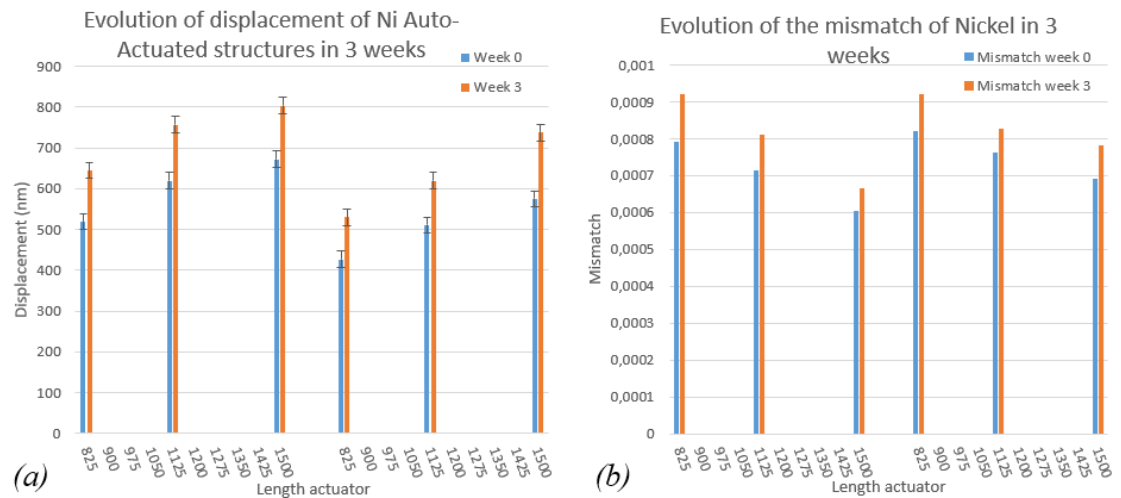 Evolution of displacement of Ni Auto-
Actuated structures in 3 weeks
Week 0
Week 3
900
800
700
600
500
400
300
200
100
0
Displacement (nm)
825 900 975 1050 1125 1200 1275 1350 1425 1500 825 900 975 1050 1125 1200 1275 1350 1425 1500
Length actuator
(a)
Evolution of the mismatch of Nickel in 3
weeks
Mismatch week 0
Mismatch week 3
0,001
0,0009
0,0008
0,0007
0,0006
0,0005
0,0004
0,0003
0,0002
0,0001
0
Mismatch
825 900 975 1050 1125 1200 1275 1350 1425 1500 825 900 975 1050 1125 1200 1275 1350 1425 1500
Length actuator
(b)